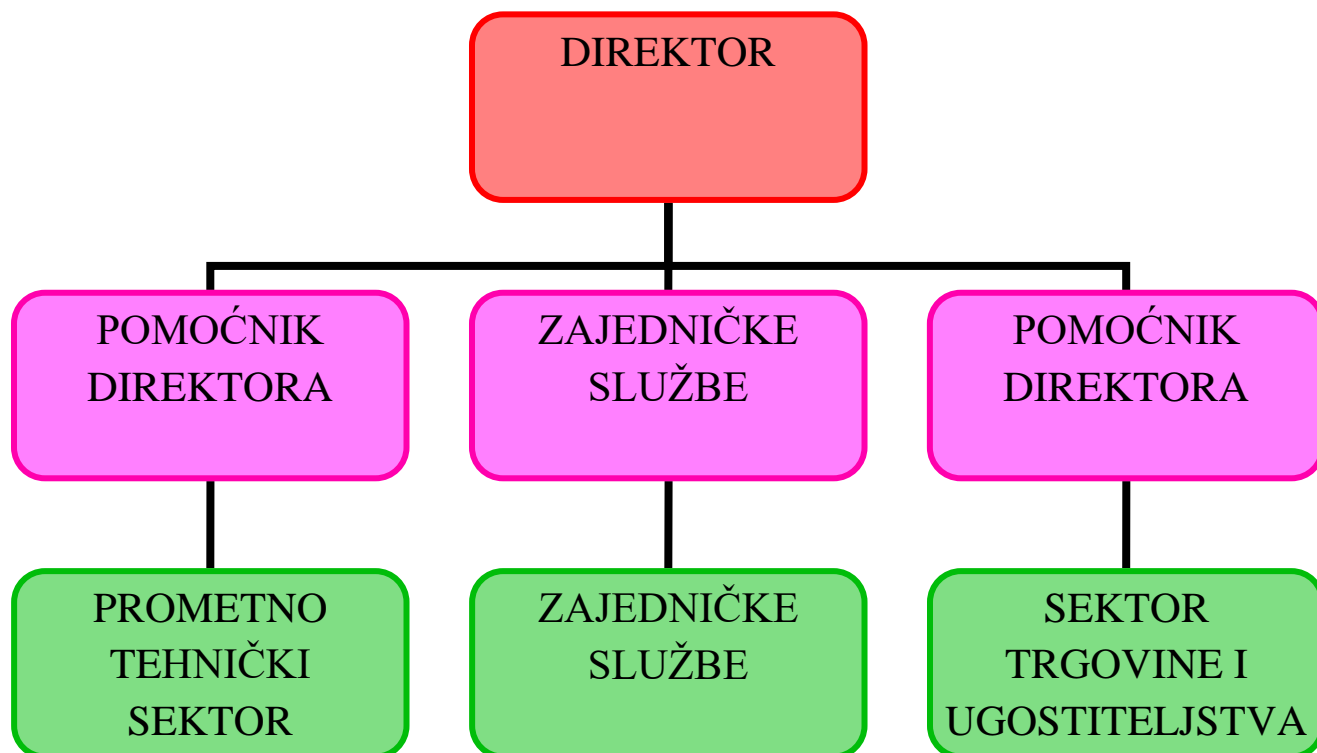 DIREKTOR
POMOĆNIK
DIREKTORA
ZAJEDNIČKE
SLUŽBE
POMOĆNIK
DIREKTORA
PROMETNO
TEHNIČKI
SEKTOR
ZAJEDNIČKE
SLUŽBE
SEKTOR
TRGOVINE I
UGOSTITELJSTVA